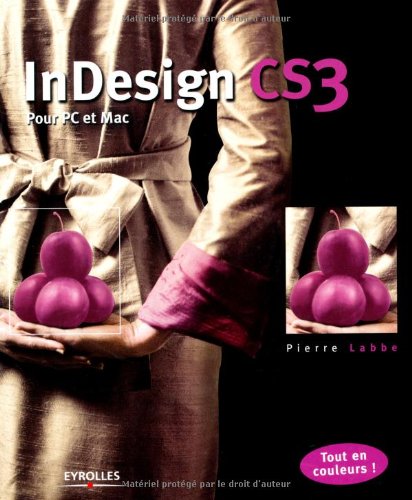 Matériel protégé par le droit d'auteur
InDesign CS3
Pour PC et Mac
Pierre Labbe
Tout en
couleurs !
EYROLLES
Matériel protégé par le droit d'auteur